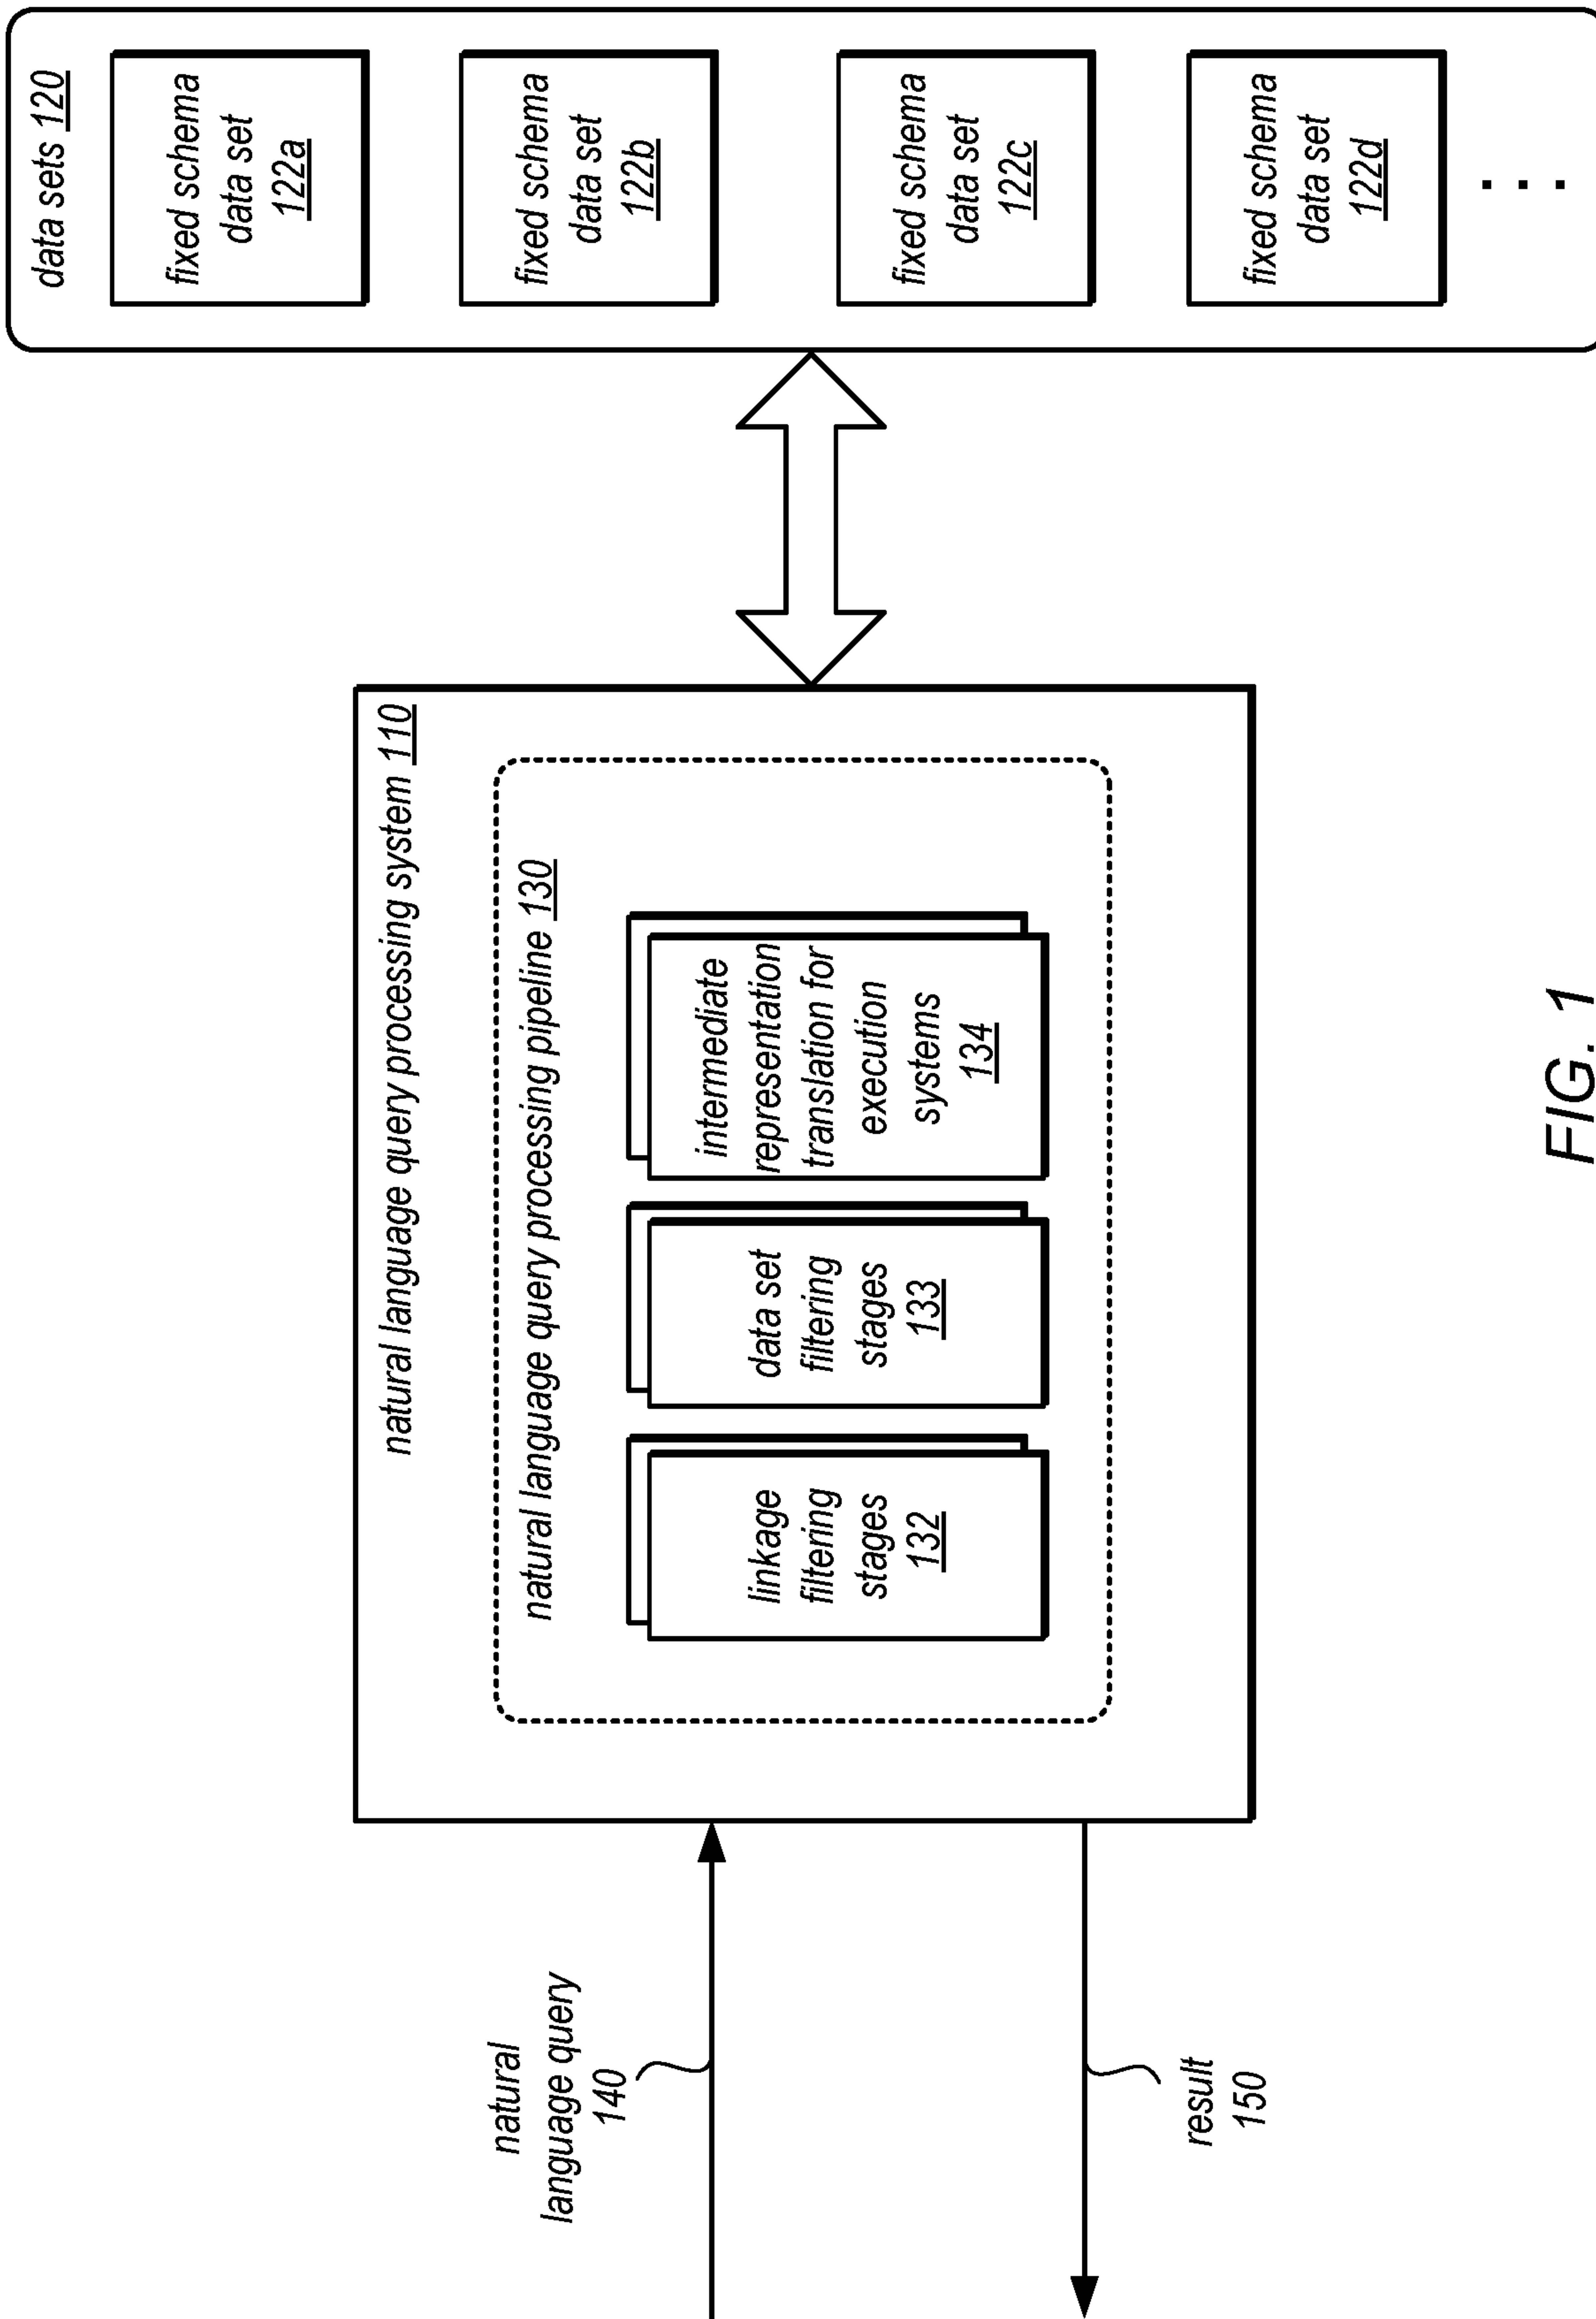 natural language query processing system 110
natural language query processing pipeline 130
linkage
filtering
stages
132
data set
filtering
stages
133
intermediate
representation
translation for
execution
systems
134
natural
language query
140
result
150
data sets 120
fixed schema
data set
122a
fixed schema
data set
122b
fixed schema
data set
122c
fixed schema
data set
122d
FIG. 1